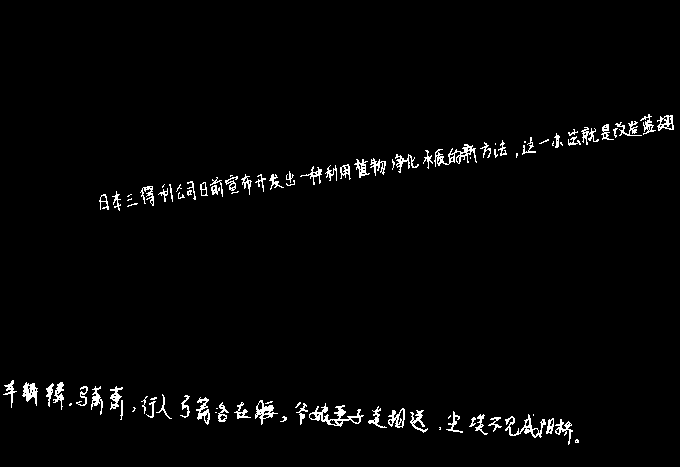 日本三得利公司日前宣布开发出一种利用植物净化水质的新方法，这一办法就是改造蓝翅
车辚辚，马萧萧，行人弓箭各在腰。爷娘妻子走相送，尘埃不见咸阳桥。